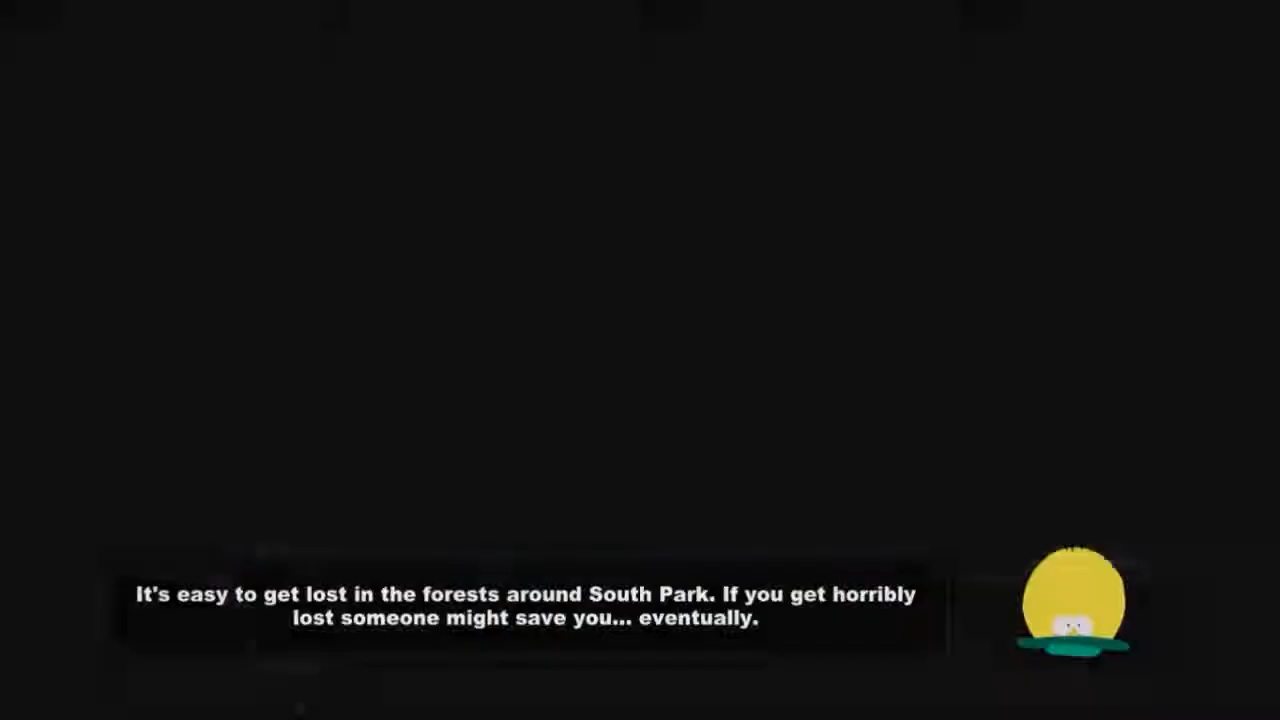 It's easy to get lost in the forests around South Park. If you get horribly
lost someone might save you... eventually.